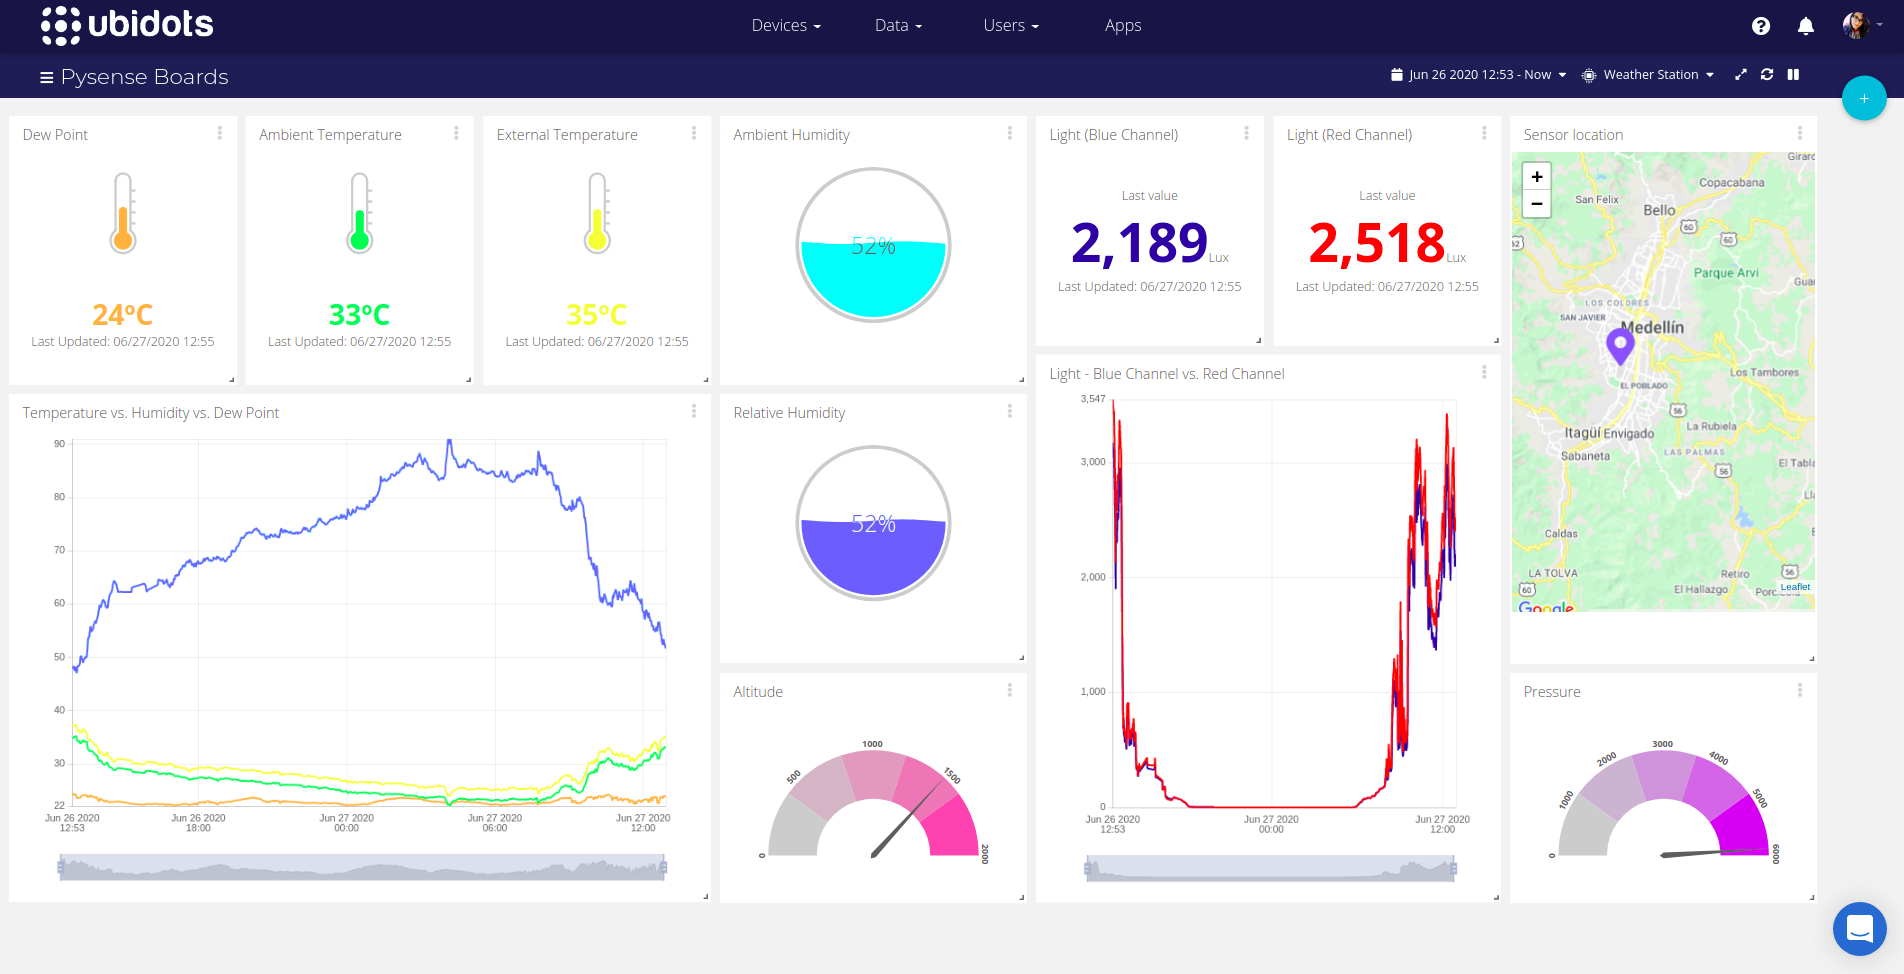 ubidots
Devices
Data
Users
Apps
Pysense Boards
Jun 26 2020 12:53 - Now
Weather Station
+
Dew Point
24°C
Last Updated: 06/27/2020 12:55
Ambient Temperature
33°C
Last Updated: 06/27/2020 12:55
External Temperature
35°C
Last Updated: 06/27/2020 12:55
Ambient Humidity
52%
Light (Blue Channel)
Last value
2,189 Lux
Last Updated: 06/27/2020 12:55
Light (Red Channel)
Last value
2,518 Lux
Last Updated: 06/27/2020 12:55
Sensor location
+
−
Copacabana
San Felix
Bello
60
60
62
Parque Arví
LOS COLORES
SAN JAVIER
Medellín
EL POBLADO
Los Tambores
56
La Rubiela
Itagüí
Envigado
Sabaneta
LAS PALMAS
56
Caldas
LA TOLVA
Retiro
56
60
El Hallazgo
Leaflet
Google
Temperature vs. Humidity vs. Dew Point
90
80
70
60
50
40
30
22
Jun 26 2020
12:53
Jun 26 2020
18:00
Jun 27 2020
00:00
Jun 27 2020
06:00
Jun 27 2020
12:00
Relative Humidity
52%
Light - Blue Channel vs. Red Channel
3,547
3,000
2,000
1,000
0
Jun 26 2020
12:53
Jun 27 2020
00:00
Jun 27 2020
12:00
Altitude
0
500
1000
1500
2000
Pressure
0
1000
2000
3000
4000
5000
6000